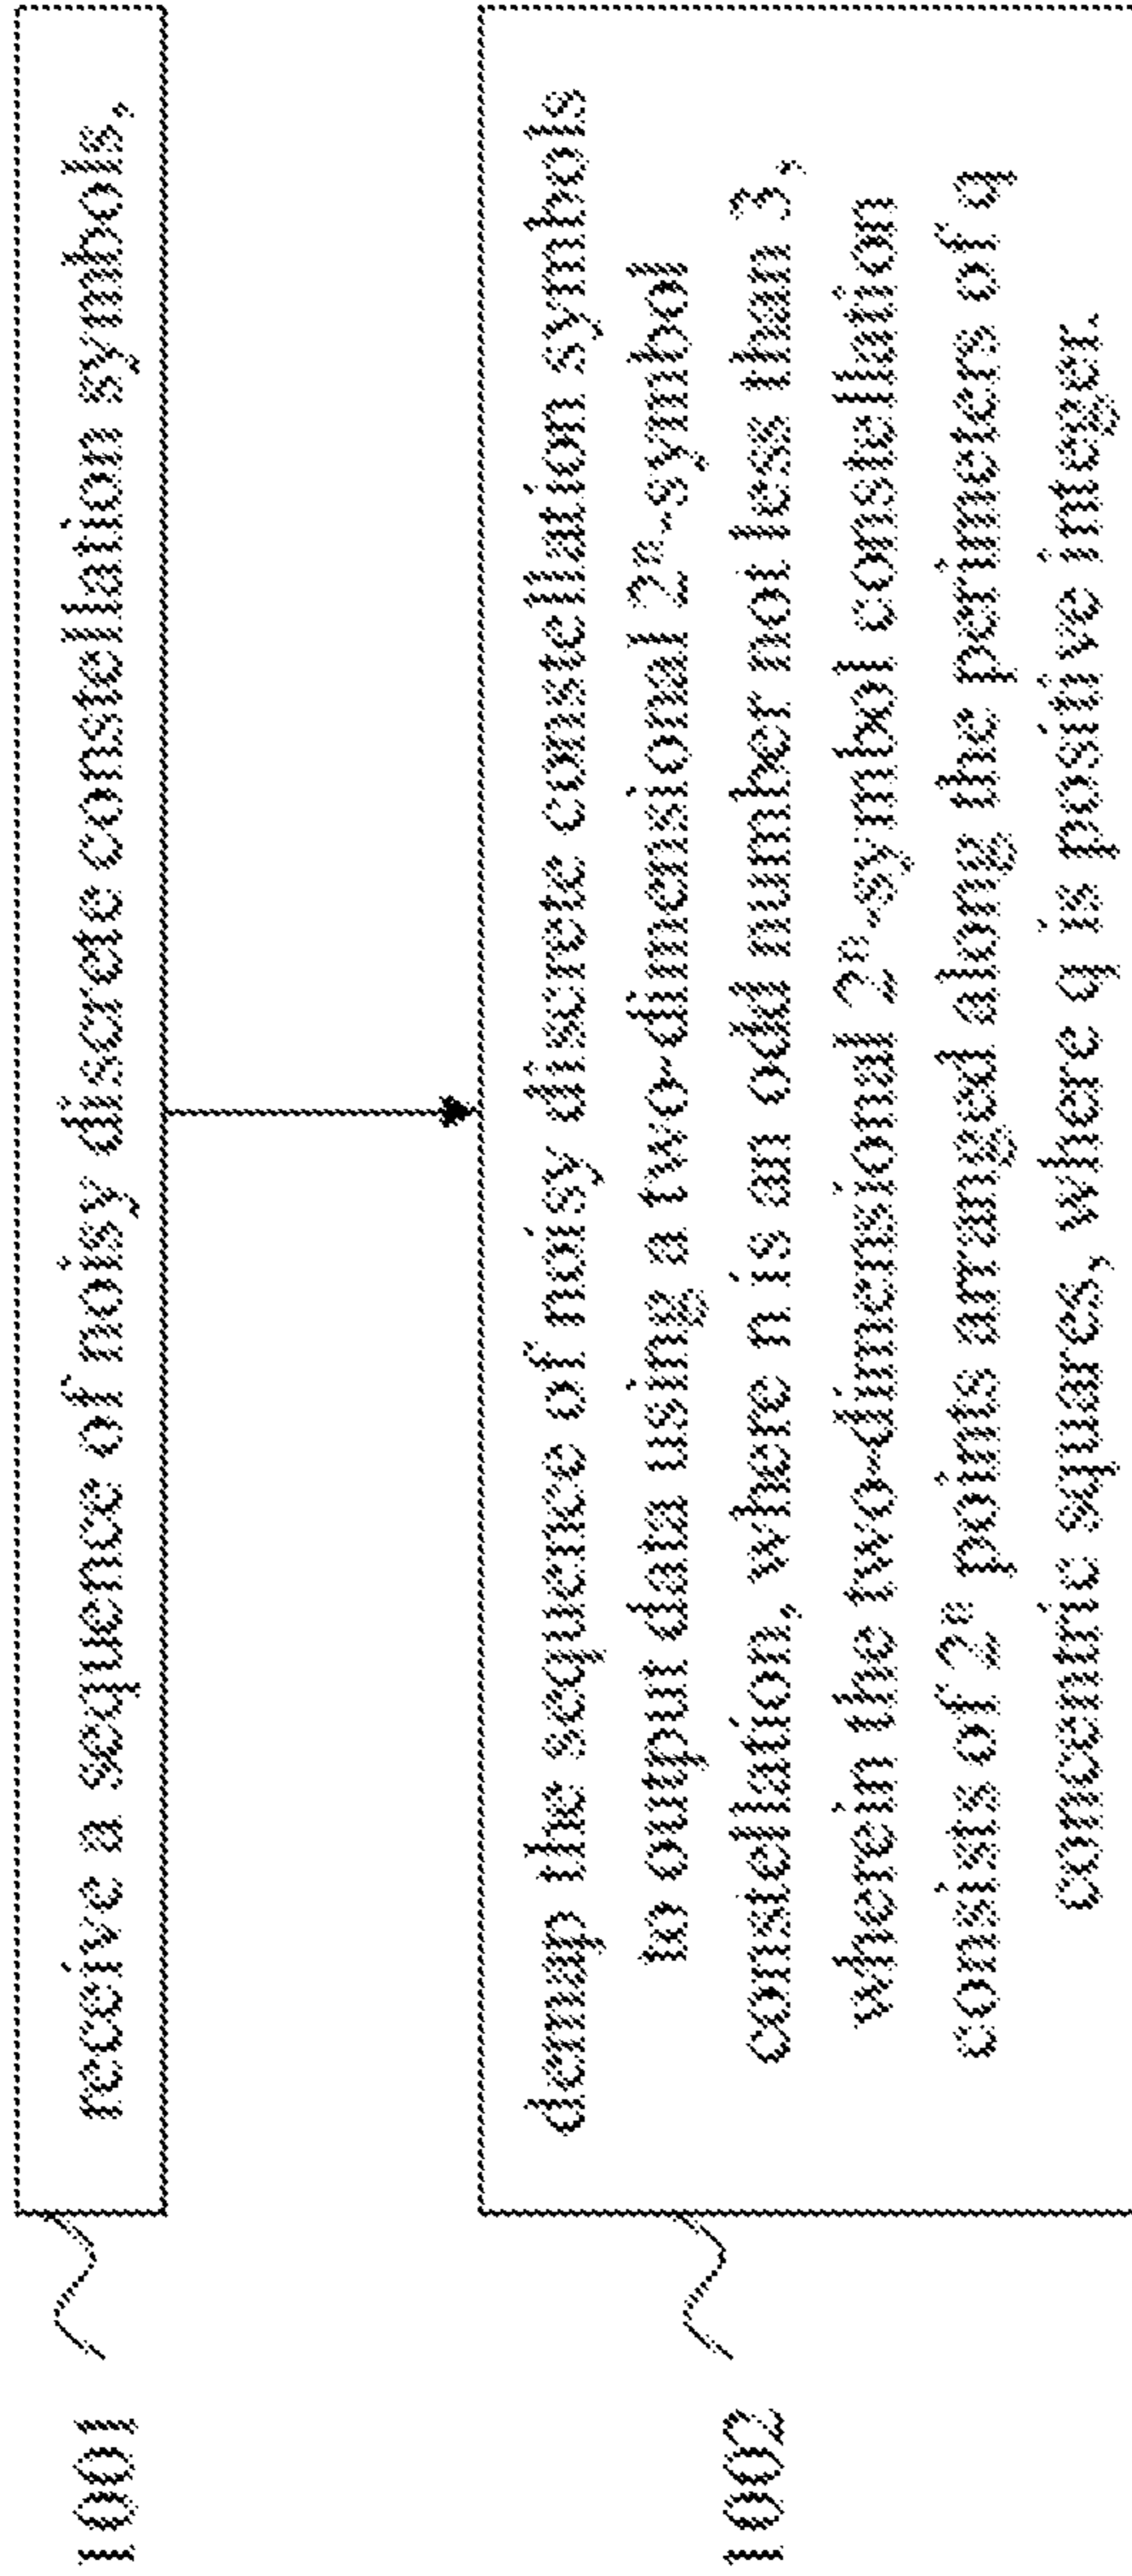 1001
receive a sequence of noisy discrete constellation symbols,
1002
demap the sequence of noisy discrete constellation symbols
to output data using a two-dimensional 2ⁿ-symbol
constellation, where n is an odd number not less than 3,
wherein the two-dimensional 2ⁿ-symbol constellation
consists of 2ⁿ points arranged along the perimeters of q
concentric squares, where q is positive integer.